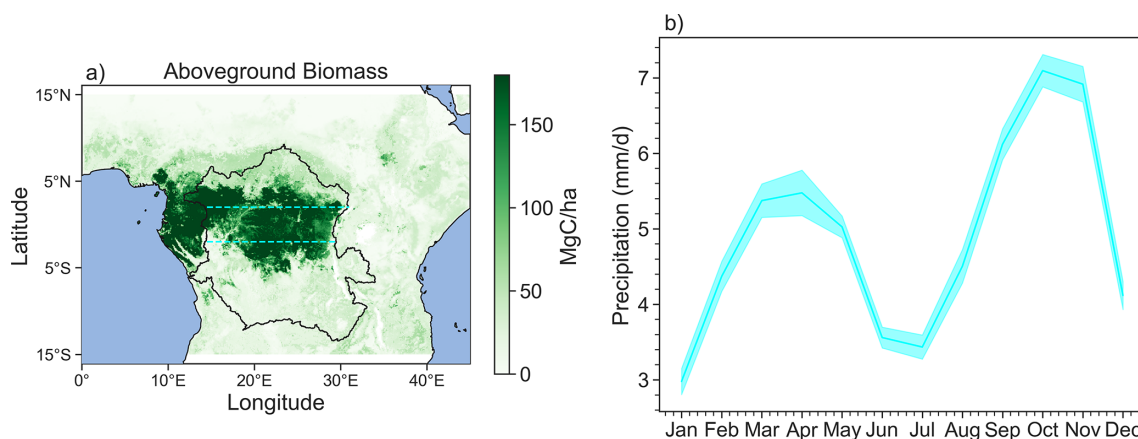 a) Aboveground Biomass
15°N
5°N
5°S
15°S
Latitude
0° 10°E 20°E 30°E 40°E
Longitude
150
100
50
0
MgC/ha
b)
7
6
5
4
3
Precipitation (mm/d)
Jan Feb Mar Apr May Jun Jul Aug Sep Oct Nov Dec